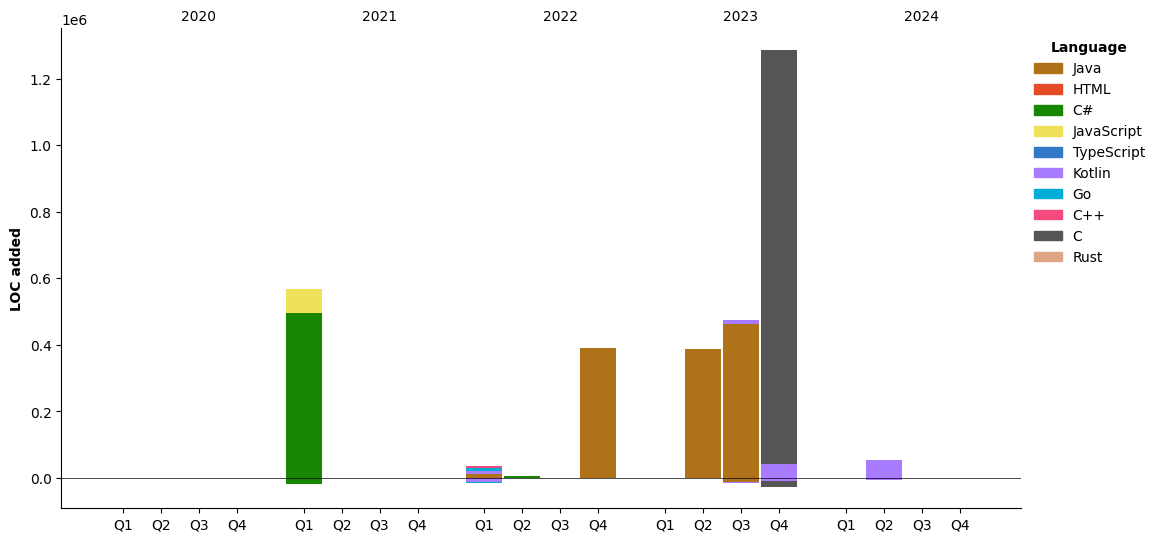 2020 2021 2022 2023 2024
1e6
Language
Java
HTML
C#
JavaScript
TypeScript
Kotlin
Go
C++
C
Rust
LOC added
1.2
1.0
0.8
0.6
0.4
0.2
0.0
Q1 Q2 Q3 Q4 Q1 Q2 Q3 Q4 Q1 Q2 Q3 Q4 Q1 Q2 Q3 Q4 Q1 Q2 Q3 Q4